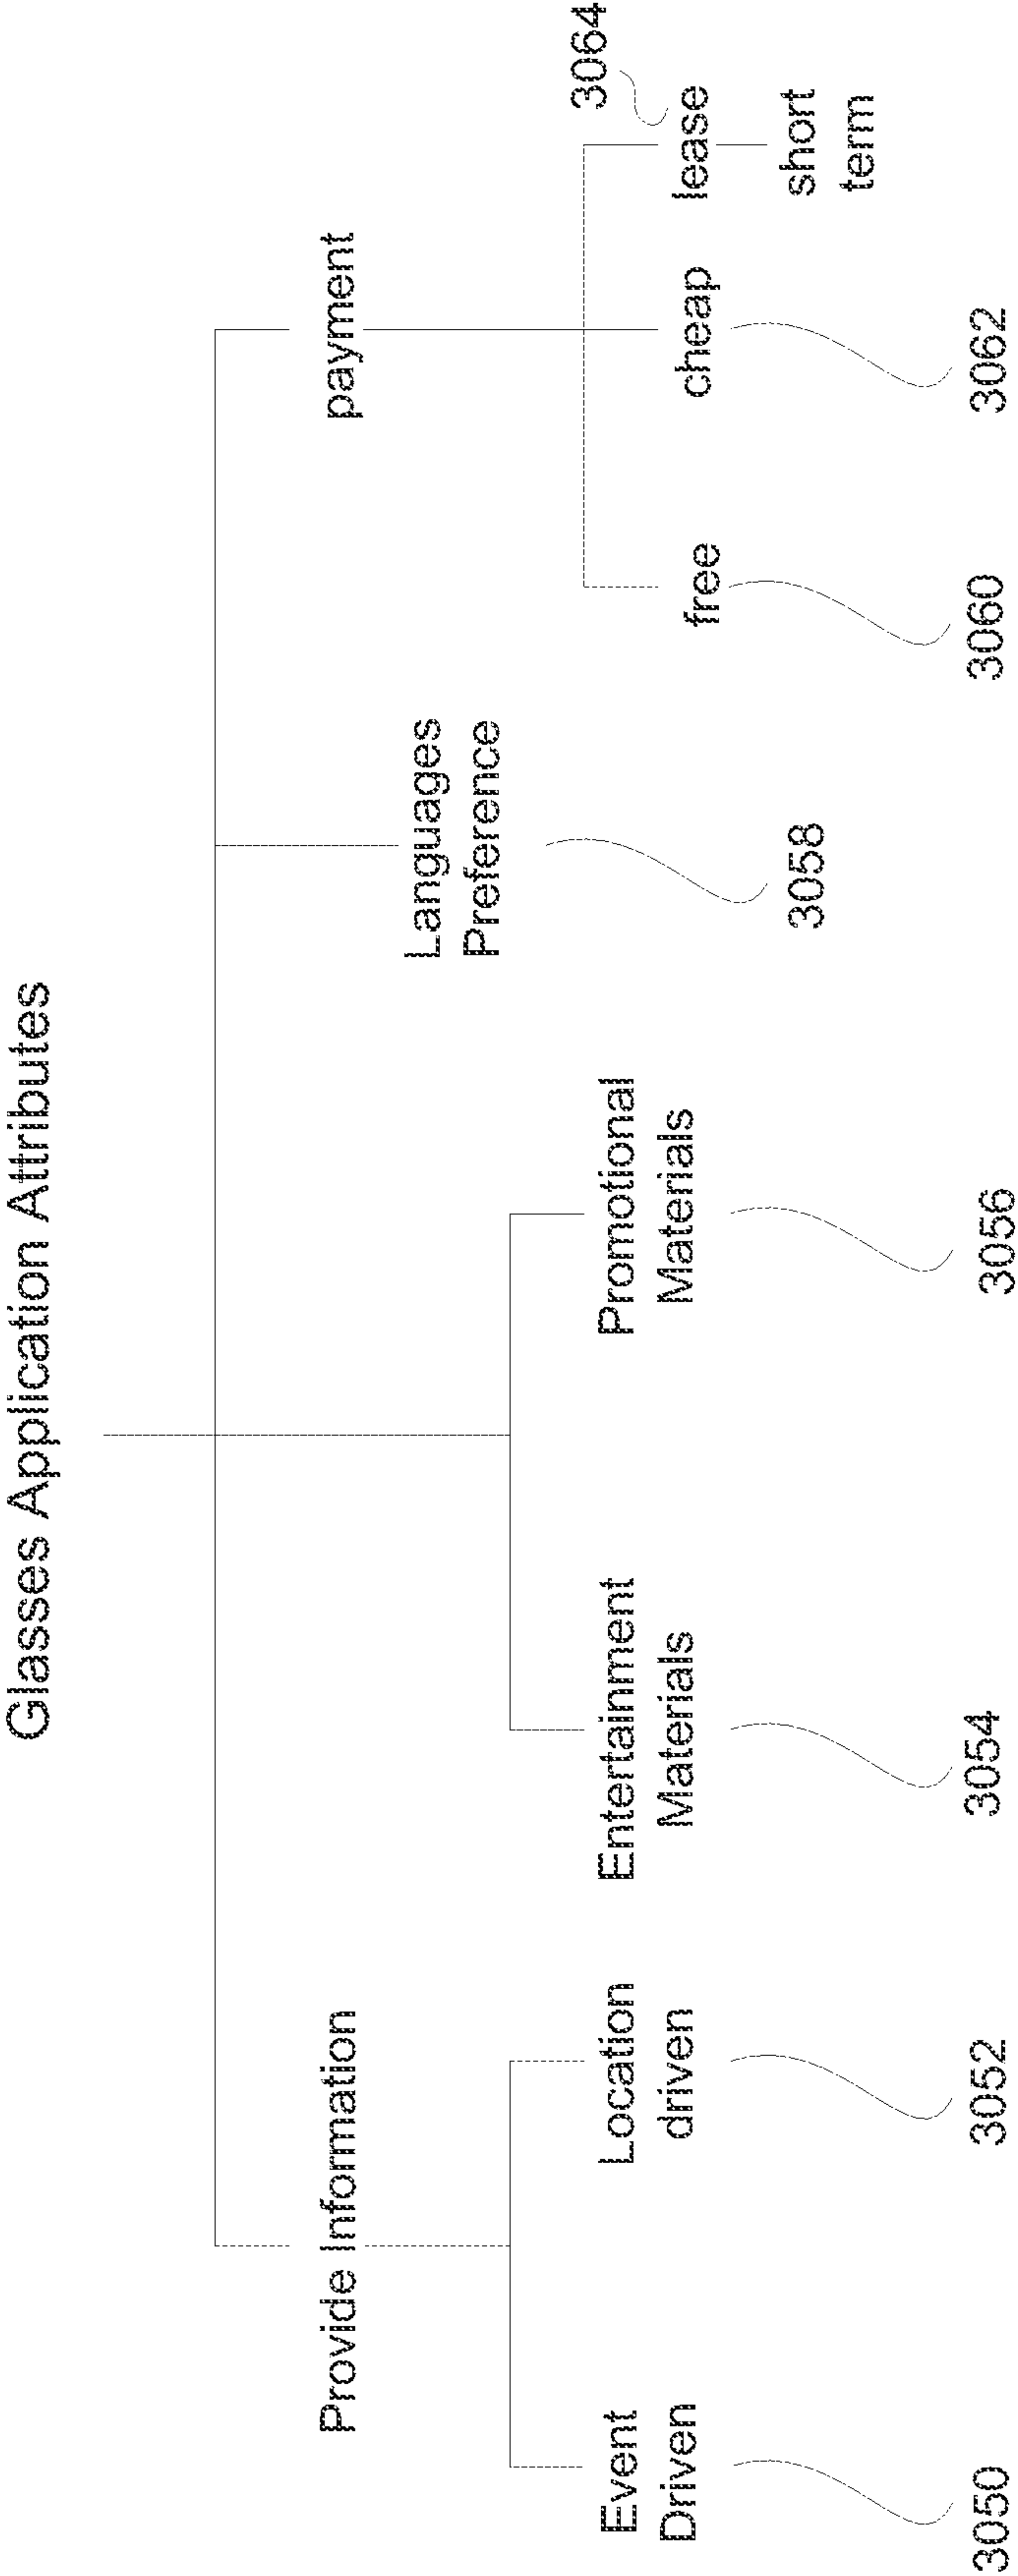 Glasses Application Attributes
Provide Information
payment
Languages
Preference
Event
Driven
Location
driven
Entertainment
Materials
Promotional
Materials
free
cheap
lease
short
term
3050
3052
3054
3056
3058
3060
3062
3064